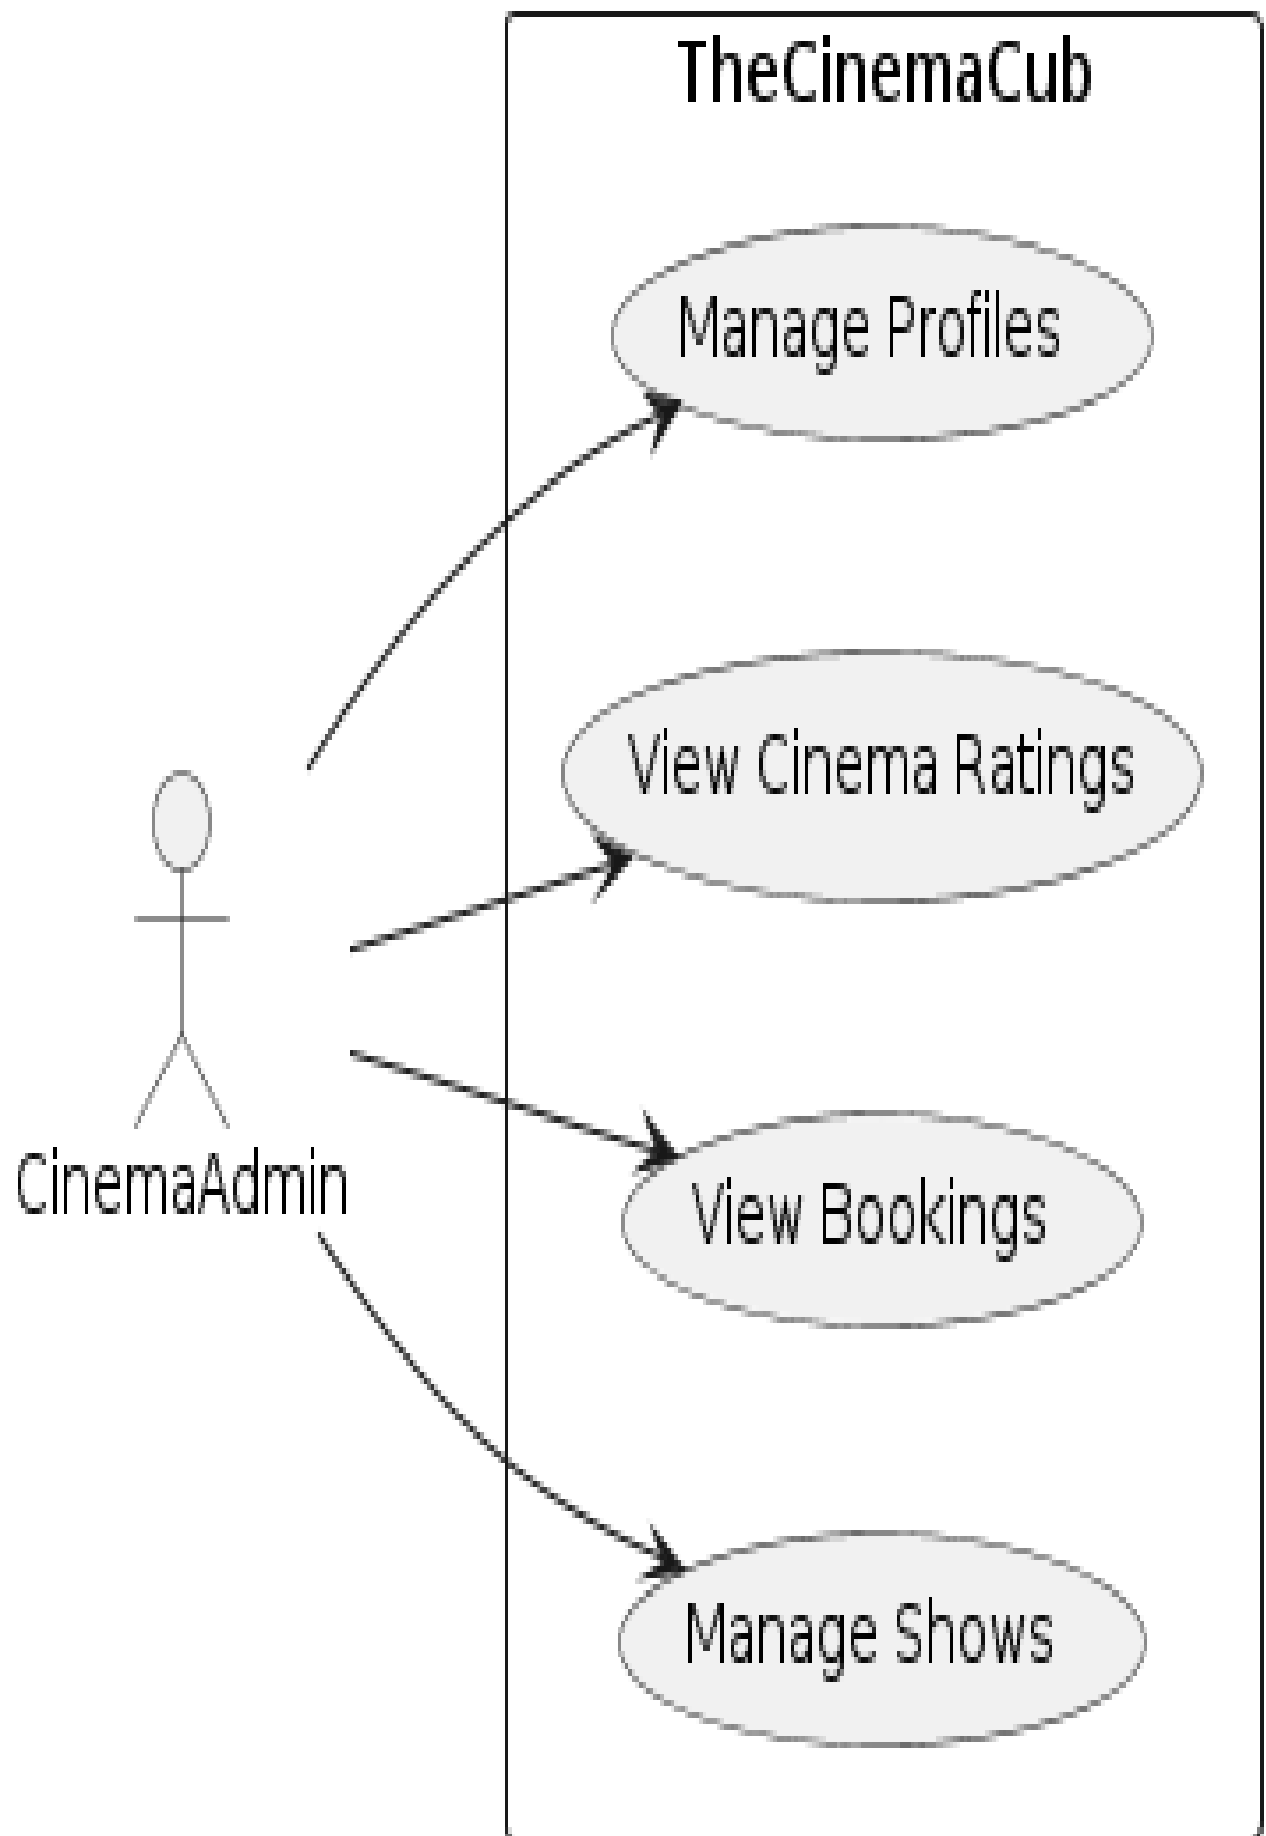 TheCinemaCub
Manage Profiles
View Cinema Ratings
CinemaAdmin
View Bookings
Manage Shows